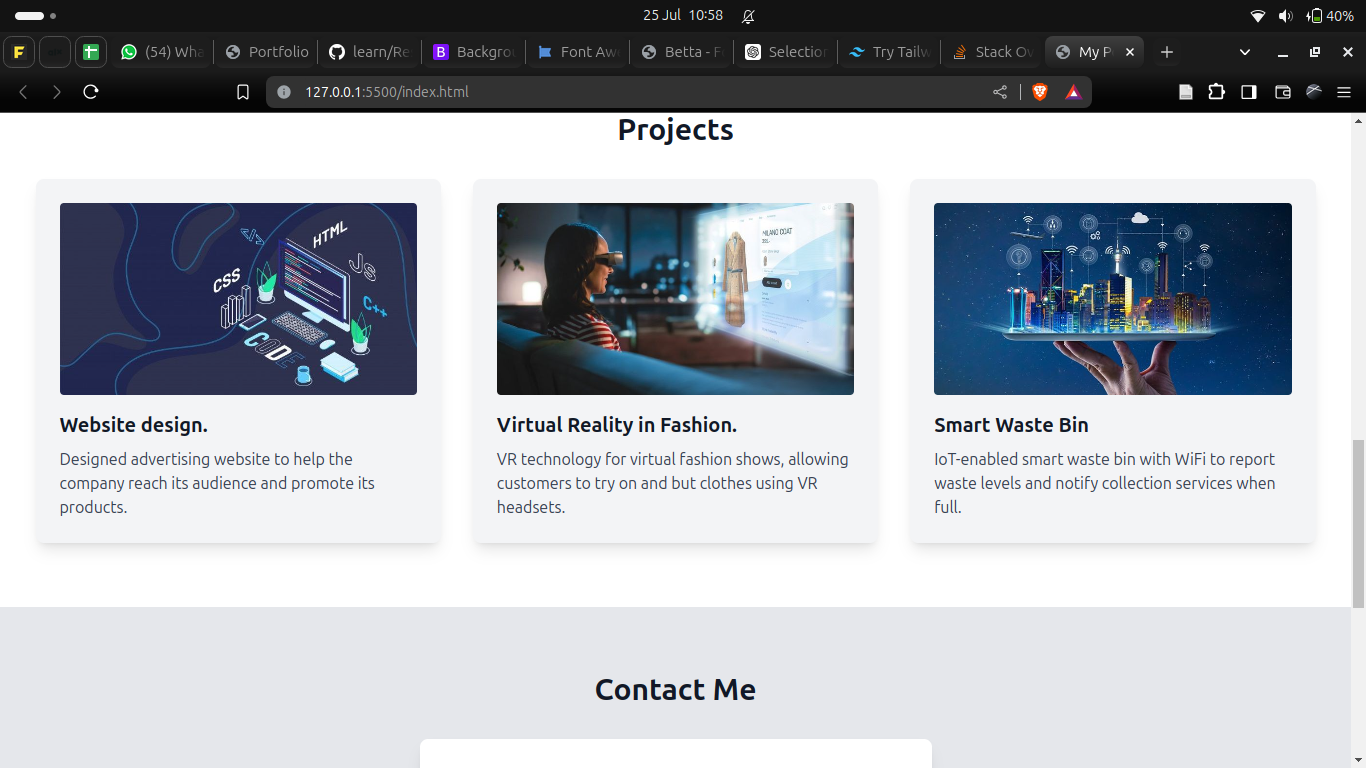 25 Jul 10:58
40%
F
(54) Wha
Portfolio
learn/Re
B
Backgrou
Font Aw
Betta - F
Selection
Try Tailw
Stack Ov
My P
127.0.0.1:5500/index.html
Projects
HTML
CSS
JS
C++
CODE
</>
MILANO COAT
Website design.
Designed advertising website to help the
company reach its audience and promote its
products.
Virtual Reality in Fashion.
VR technology for virtual fashion shows, allowing
customers to try on and but clothes using VR
headsets.
Smart Waste Bin
IoT-enabled smart waste bin with WiFi to report
waste levels and notify collection services when
full.
Contact Me